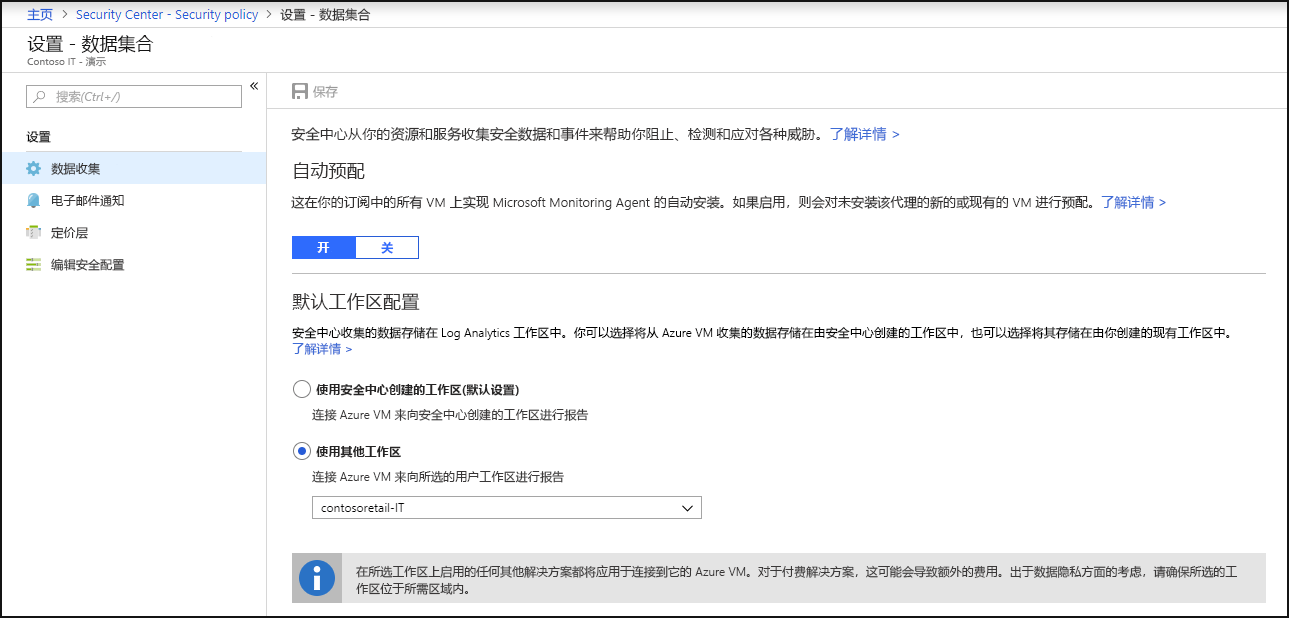 主页 > Security Center - Security policy > 设置 - 数据集合
设置 - 数据集合
Contoso IT - 演示
搜索(Ctrl+/)
«
设置
数据收集
电子邮件通知
定价层
编辑安全配置
保存
安全中心从你的资源和服务收集安全数据和事件来帮助你阻止、检测和应对各种威胁。了解详情 >
自动预配
这在你的订阅中的所有 VM 上实现 Microsoft Monitoring Agent 的自动安装。如果启用，则会对未安装该代理的新的或现有的 VM 进行预配。了解详情 >
开 关
默认工作区配置
安全中心收集的数据存储在 Log Analytics 工作区中。你可以选择将从 Azure VM 收集的数据存储在由安全中心创建的工作区中，也可以选择将其存储在由你创建的现有工作区中。
了解详情 >
使用安全中心创建的工作区(默认设置)
连接 Azure VM 来向安全中心创建的工作区进行报告
使用其他工作区
连接 Azure VM 来向所选的用户工作区进行报告
contosoretail-IT
在所选工作区上启用的任何其他解决方案都将应用于连接到它的 Azure VM。对于付费解决方案，这可能会导致额外的费用。出于数据隐私方面的考虑，请确保所选的工
作区位于所需区域内。